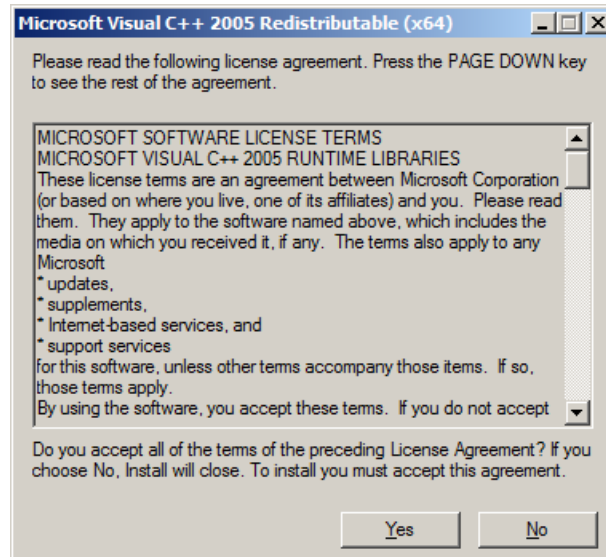 Microsoft Visual C++ 2005 Redistributable (x64)
Please read the following license agreement. Press the PAGE DOWN key
to see the rest of the agreement.
MICROSOFT SOFTWARE LICENSE TERMS
MICROSOFT VISUAL C++ 2005 RUNTIME LIBRARIES
These license terms are an agreement between Microsoft Corporation
(or based on where you live, one of its affiliates) and you.  Please read
them.  They apply to the software named above, which includes the
media on which you received it, if any.  The terms also apply to any
Microsoft
* updates,
* supplements,
* Internet-based services, and
* support services
for this software, unless other terms accompany those items.  If so,
those terms apply.
By using the software, you accept these terms.  If you do not accept
Do you accept all of the terms of the preceding License Agreement? If you
choose No, Install will close. To install you must accept this agreement.
Yes No